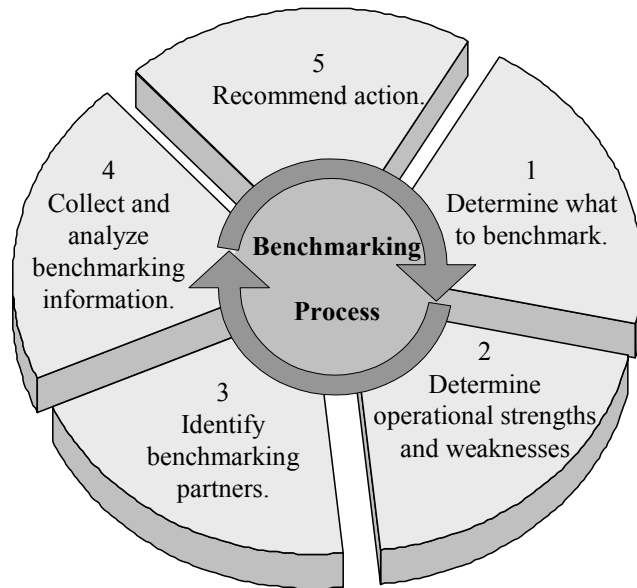 5
Recommend action.
1
Determine what
to benchmark.
2
Determine
operational strengths
and weaknesses
3
Identify
benchmarking
partners.
4
Collect and
analyze
benchmarking
information.
Benchmarking
Process